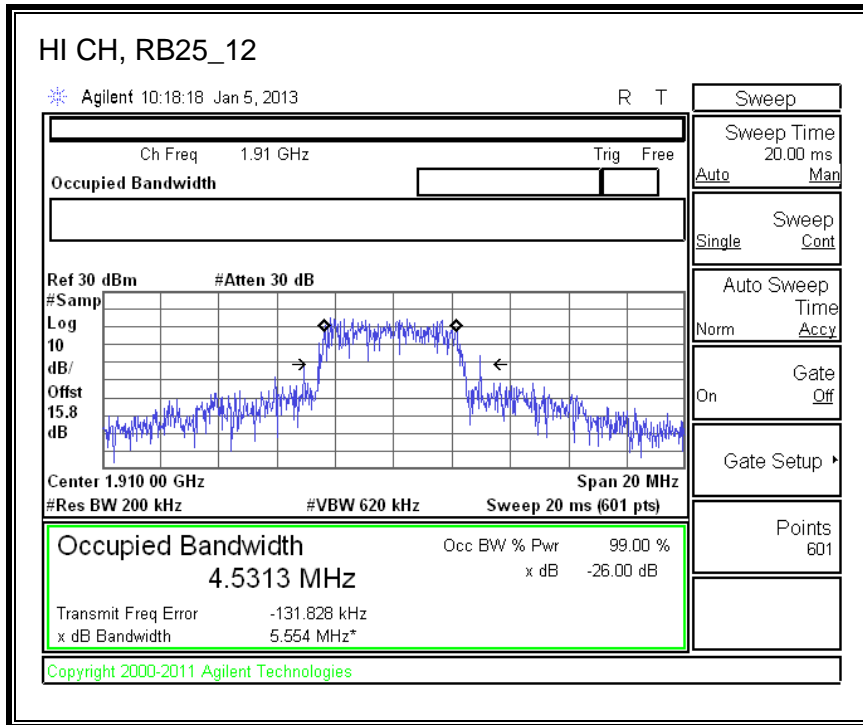 HI CH, RB25_12
Agilent 10:18:18 Jan 5, 2013 R T
Ch Freq 1.91 GHz Trig Free
Occupied Bandwidth
Ref 30 dBm #Atten 30 dB
#Samp
Log
10
dB/
Offst
15.8
dB
Center 1.910 00 GHz Span 20 MHz
#Res BW 200 kHz #VBW 620 kHz Sweep 20 ms (601 pts)
Occupied Bandwidth Occ BW % Pwr 99.00 %
4.5313 MHz x dB -26.00 dB
Transmit Freq Error -131.828 kHz
x dB Bandwidth 5.554 MHz*
Copyright 2000-2011 Agilent Technologies
Sweep
Sweep Time
20.00 ms
Auto Man
Sweep
Single Cont
Auto Sweep
Time
Norm Accy
Gate
On Off
Gate Setup
Points
601